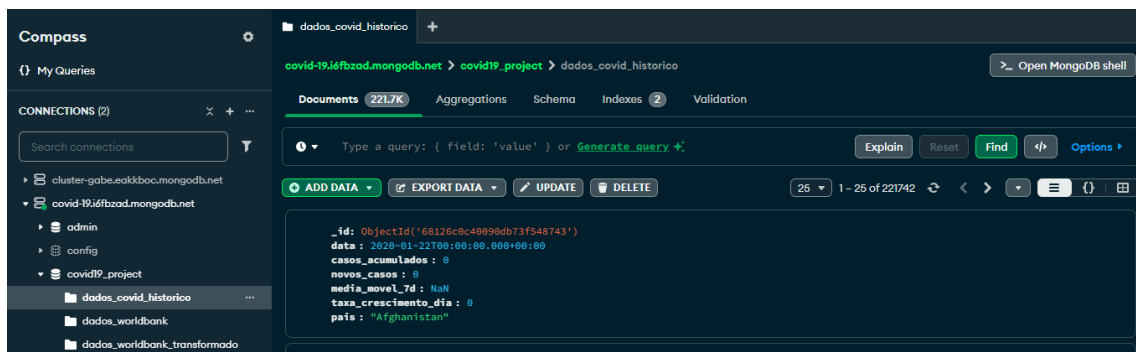 Compass
{} My Queries
CONNECTIONS (2)
Search connections
cluster-gabe.eakkboc.mongodb.net
covid-19.i6fbzad.mongodb.net
admin
config
covid19_project
dados_covid_historico
dados_worldbank
dados_worldbank_transformado
dados_covid_historico
covid-19.i6fbzad.mongodb.net > covid19_project > dados_covid_historico
>_ Open MongoDB shell
Documents 221.7K Aggregations Schema Indexes 2 Validation
Type a query: { field: 'value' } or Generate query
Explain Reset Find </> Options
ADD DATA EXPORT DATA UPDATE DELETE
25 1 – 25 of 221742 {}
_id: ObjectId('68126c0c40090db73f548743')
data : 2020-01-22T00:00:00.000+00:00
casos_acumulados : 0
novos_casos : 0
media_movel_7d : NaN
taxa_crescimento_dia : 0
pais : "Afghanistan"